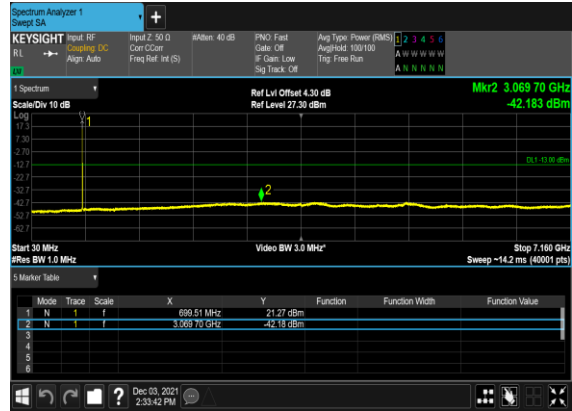 Spectrum Analyzer 1
Swept SA
+
KEYSIGHT Input: RF Input Z: 50 Ω #Atten: 40 dB PNO: Fast Avg Type: Power (RMS) 1 2 3 4 5 6
RL Coupling: DC Corr CCorr Gate: Off Avg|Hold: 100/100 A W W W W W
Align: Auto Freq Ref: Int (S) IF Gain: Low Trig: Free Run
Sig Track: Off A N N N N N
1 Spectrum Ref Lvl Offset 4.30 dB Mkr2 3.069 70 GHz
Scale/Div 10 dB Ref Level 27.30 dBm -42.183 dBm
Log
17.3
1
7.30
-2.70
-12.7
DL1 -13.00 dBm
-22.7
-32.7
2
-42.7
-52.7
-62.7
Start 30 MHz Video BW 3.0 MHz* Stop 7.160 GHz
#Res BW 1.0 MHz Sweep ~14.2 ms (40001 pts)
5 Marker Table
Mode Trace Scale X Y Function Function Width Function Value
1 N 1 f 699.51 MHz 21.27 dBm
2 N 1 f 3.069 70 GHz -42.18 dBm
3
4
5
6
? Dec 03, 2021
2:33:42 PM